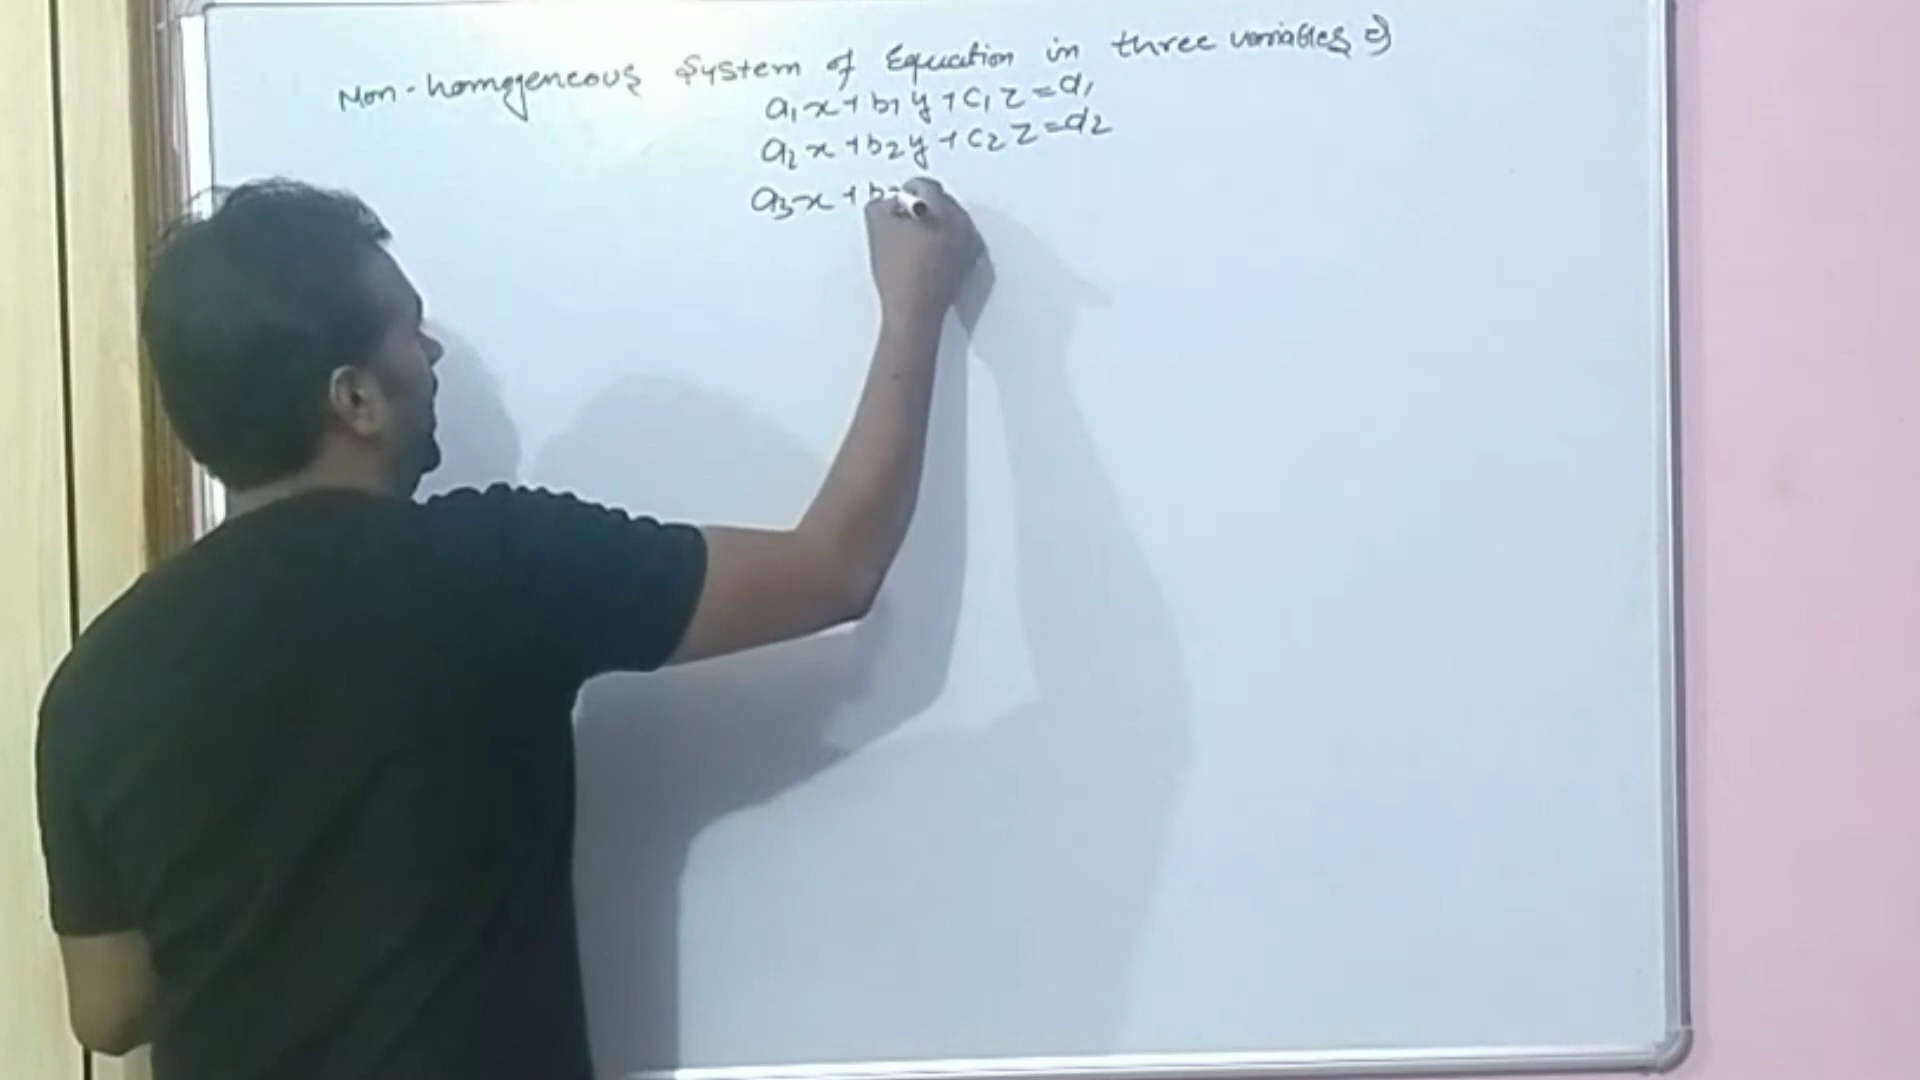 Non-homogeneous System of Equation in three variables
a₁x+b₁y+c₁z=d₁
a₂x+b₂y+c₂z=d₂
a₃x+b